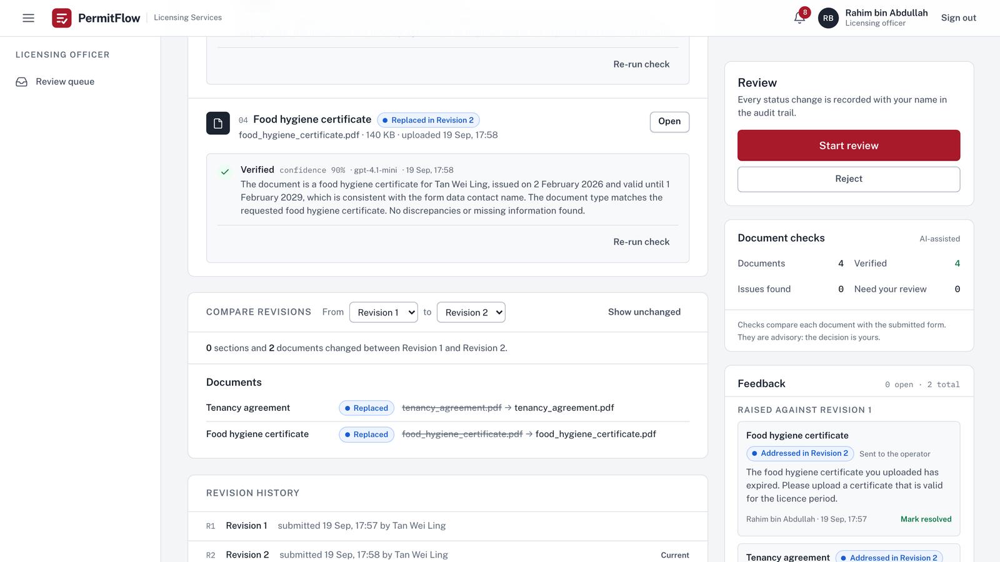 PermitFlow
Licensing Services
8
RB
Rahim bin Abdullah
Licensing officer
Sign out
LICENSING OFFICER
Review queue
Re-run check
04 Food hygiene certificate Replaced in Revision 2
food_hygiene_certificate.pdf · 140 KB · uploaded 19 Sep, 17:58
Open
Verified confidence 90% · gpt-4.1-mini · 19 Sep, 17:58
The document is a food hygiene certificate for Tan Wei Ling, issued on 2 February 2026 and valid until 1
February 2029, which is consistent with the form data contact name. The document type matches the
requested food hygiene certificate. No discrepancies or missing information found.
Re-run check
COMPARE REVISIONS From Revision 1 to Revision 2 Show unchanged
0 sections and 2 documents changed between Revision 1 and Revision 2.
Documents
Tenancy agreement Replaced tenancy_agreement.pdf → tenancy_agreement.pdf
Food hygiene certificate Replaced food_hygiene_certificate.pdf → food_hygiene_certificate.pdf
REVISION HISTORY
R1 Revision 1 submitted 19 Sep, 17:57 by Tan Wei Ling
R2 Revision 2 submitted 19 Sep, 17:58 by Tan Wei Ling Current
Review
Every status change is recorded with your name in
the audit trail.
Start review
Reject
Document checks AI-assisted
Documents 4 Verified 4
Issues found 0 Need your review 0
Checks compare each document with the submitted form.
They are advisory: the decision is yours.
Feedback 0 open · 2 total
RAISED AGAINST REVISION 1
Food hygiene certificate
Addressed in Revision 2 Sent to the operator
The food hygiene certificate you uploaded has
expired. Please upload a certificate that is valid
for the licence period.
Rahim bin Abdullah · 19 Sep, 17:57 Mark resolved
Tenancy agreement Addressed in Revision 2